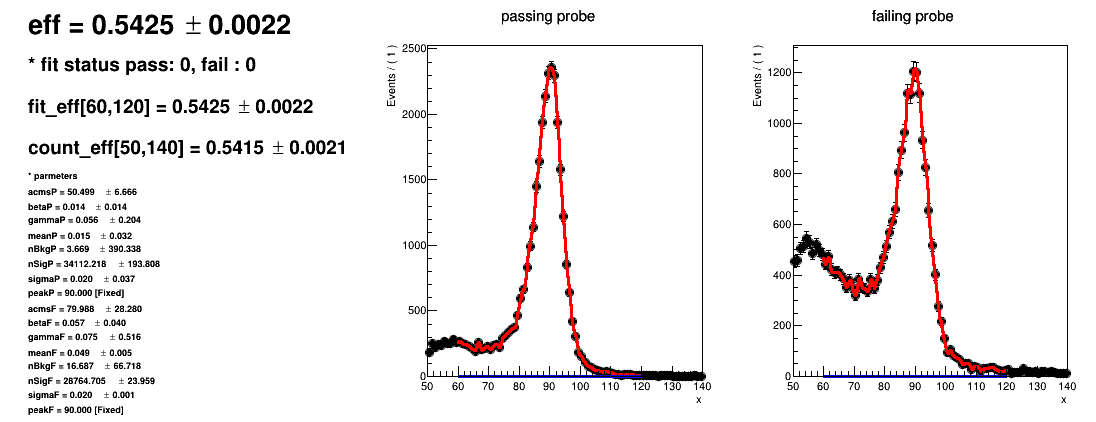 eff = 0.5425 ± 0.0022
* fit status pass: 0, fail : 0
fit_eff[60,120] = 0.5425 ± 0.0022
count_eff[50,140] = 0.5415 ± 0.0021
* parmeters
acmsP = 50.499 ± 6.666
betaP = 0.014 ± 0.014
gammaP = 0.056 ± 0.204
meanP = 0.015 ± 0.032
nBkgP = 3.669 ± 390.338
nSigP = 34112.218 ± 193.808
sigmaP = 0.020 ± 0.037
peakP = 90.000 [Fixed]
acmsF = 79.988 ± 28.280
betaF = 0.057 ± 0.040
gammaF = 0.075 ± 0.516
meanF = 0.049 ± 0.005
nBkgF = 16.687 ± 66.718
nSigF = 28764.705 ± 23.959
sigmaF = 0.020 ± 0.001
peakF = 90.000 [Fixed]
passing probe
Events / ( 1 )
2500
2000
1500
1000
500
0
50 60 70 80 90 100 110 120 130 140
x
failing probe
Events / ( 1 )
1200
1000
800
600
400
200
0
50 60 70 80 90 100 110 120 130 140
x